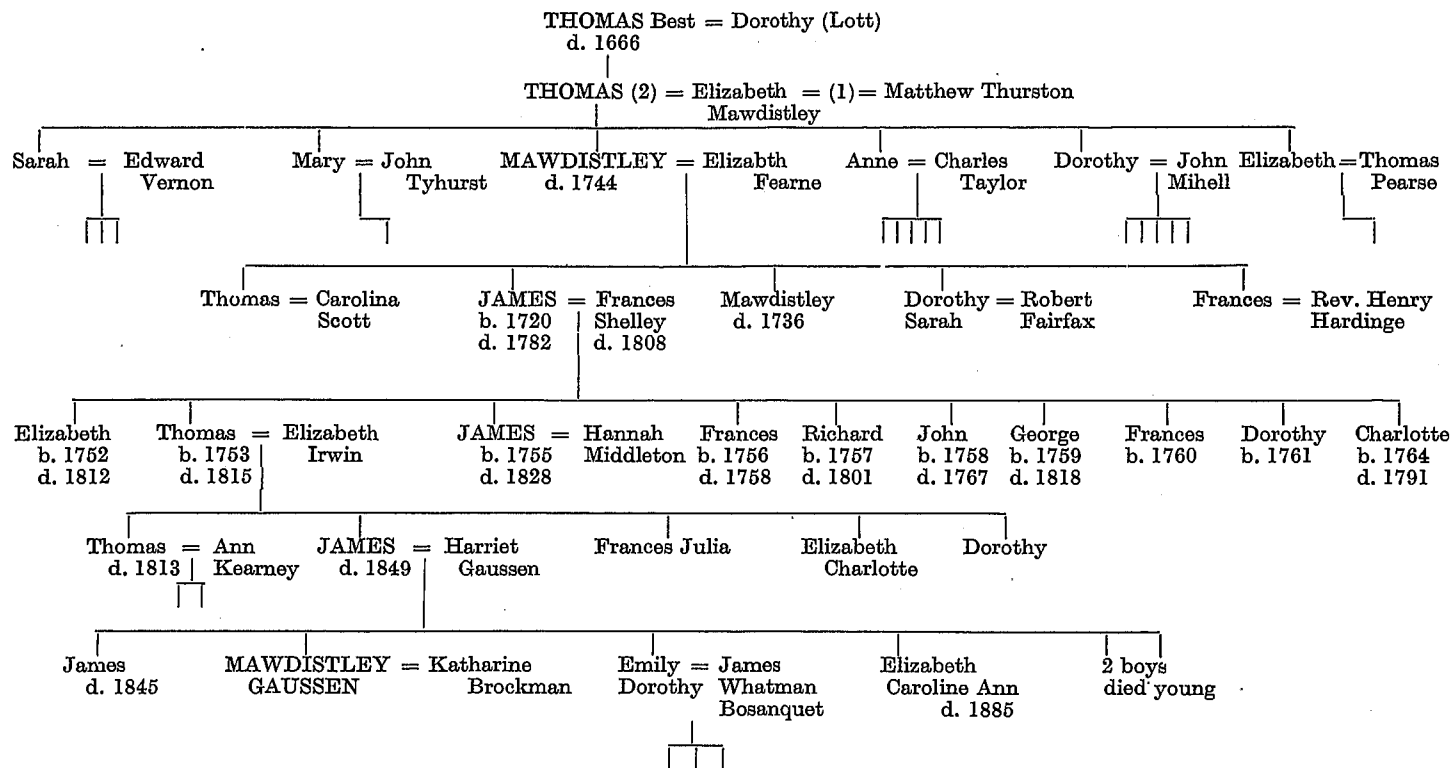 THOMAS Best = Dorothy (Lott)
d. 1666
THOMAS (2) = Elizabeth = (1) = Matthew Thurston
Mawdistley
Sarah = Edward Mary = John MAWDISTLEY = Elizabth Anne = Charles Dorothy = John Elizabeth = Thomas
Vernon Tyhurst d. 1744 Fearne Taylor Mihell Pearse
Thomas = Carolina JAMES = Frances Mawdistley Dorothy = Robert Frances = Rev. Henry
Scott b. 1720 Shelley d. 1736 Sarah Fairfax Hardinge
d. 1782 d. 1808
Elizabeth Thomas = Elizabeth JAMES = Hannah Frances Richard John George Frances Dorothy Charlotte
b. 1752 b. 1753 Irwin b. 1755 Middleton b. 1756 b. 1757 b. 1758 b. 1759 b. 1760 b. 1761 b. 1764
d. 1812 d. 1815 d. 1828 d. 1758 d. 1801 d. 1767 d. 1818 d. 1791
Thomas = Ann JAMES = Harriet Frances Julia Elizabeth Dorothy
d. 1813 Kearney d. 1849 Gaussen Charlotte
James MAWDISTLEY = Katharine Emily = James Elizabeth 2 boys
d. 1845 GAUSSEN Brockman Dorothy Whatman Caroline Ann died young
Bosanquet d. 1885